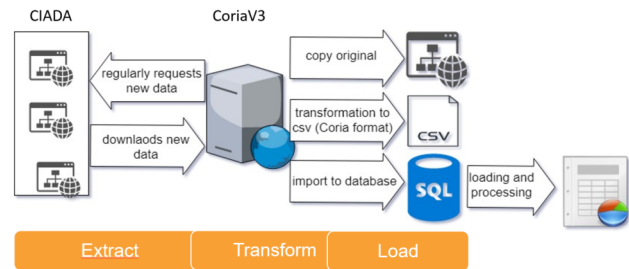 CIADA
CoriaV3
regularly requests
new data
downlaods new
data
copy original
transformation to
csv (Coria format)
CSV
import to database
SQL
loading and
processing
Extract
Transform
Load